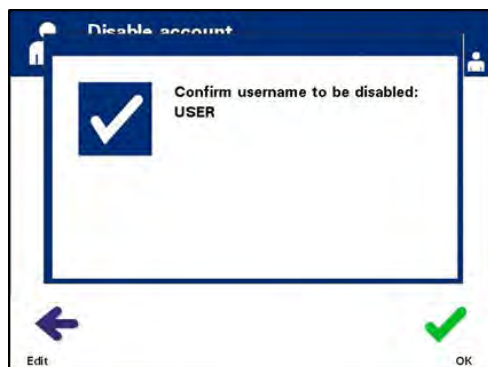 Disable account
Confirm username to be disabled:
USER
Edit
OK